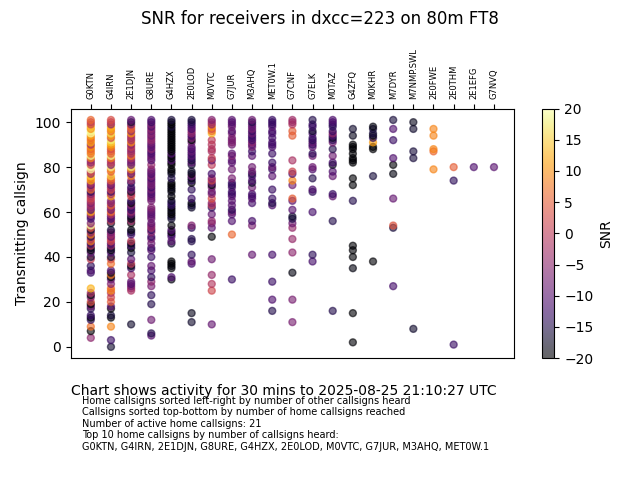 SNR for receivers in dxcc=223 on 80m FT8
G0KTN G4IRN 2E1DJN G8URE G4HZX 2E0LOD M0VTC G7JUR M3AHQ MET0W.1 G7CNF G7ELK M0TAZ G4ZFQ M0KHR M7DYR M7NMP.SWL 2E0FWE 2E0THM 2E1EFG G7NVQ
100
80
60
40
20
0
Transmitting callsign
20
15
10
5
0
−5
−10
−15
−20
SNR
Chart shows activity for 30 mins to 2025-08-25 21:10:27 UTC
Home callsigns sorted left-right by number of other callsigns heard
Callsigns sorted top-bottom by number of home callsigns reached
Number of active home callsigns: 21
Top 10 home callsigns by number of callsigns heard:
G0KTN, G4IRN, 2E1DJN, G8URE, G4HZX, 2E0LOD, M0VTC, G7JUR, M3AHQ, MET0W.1